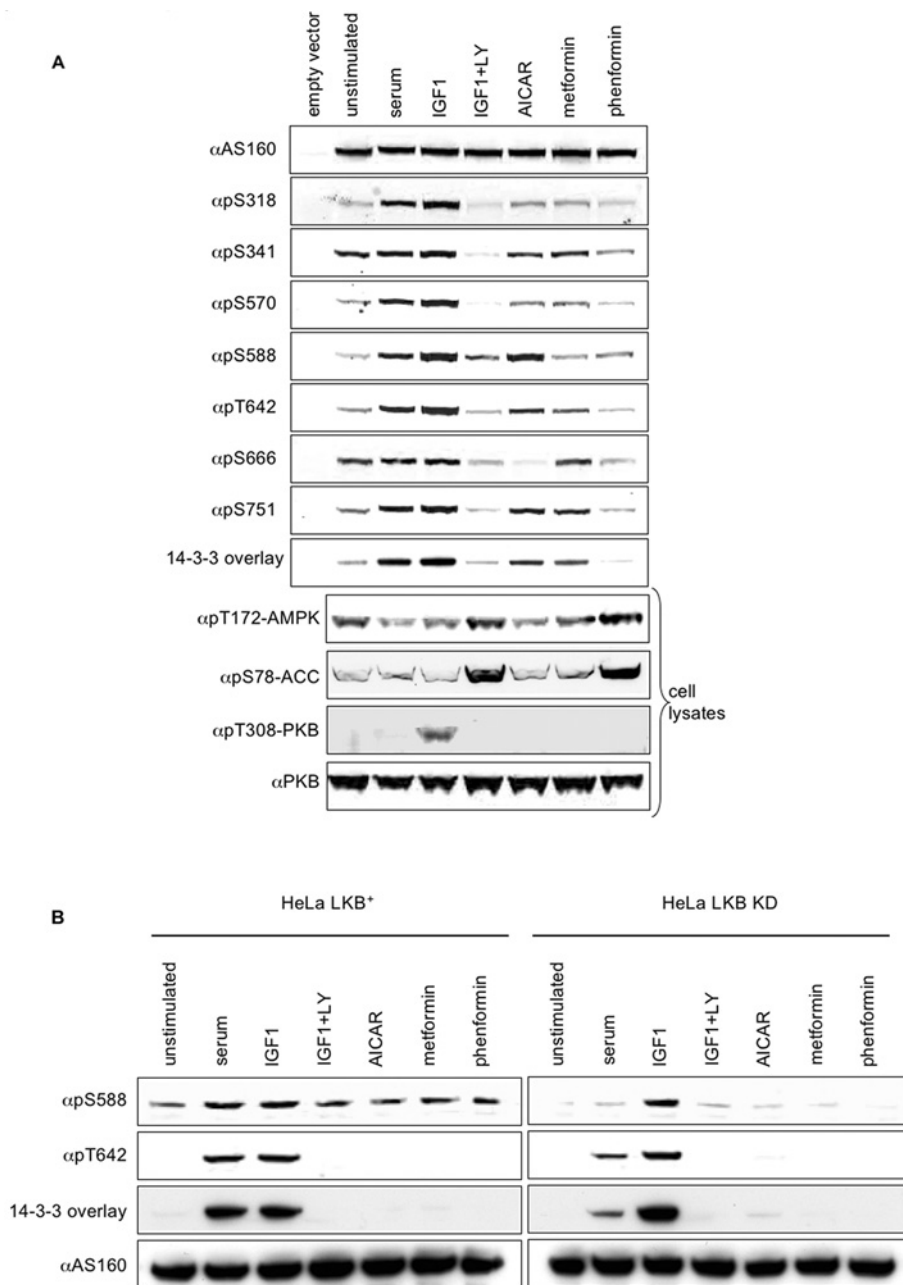 A
empty vector
unstimulated
serum
IGF1
IGF1+LY
AICAR
metformin
phenformin
αAS160
αpS318
αpS341
αpS570
αpS588
αpT642
αpS666
αpS751
14-3-3 overlay
αpT172-AMPK
αpS78-ACC
αpT308-PKB
αPKB
cell
lysates
B
HeLa LKB⁺
HeLa LKB KD
unstimulated
serum
IGF1
IGF1+LY
AICAR
metformin
phenformin
unstimulated
serum
IGF1
IGF1+LY
AICAR
metformin
phenformin
αpS588
αpT642
14-3-3 overlay
αAS160